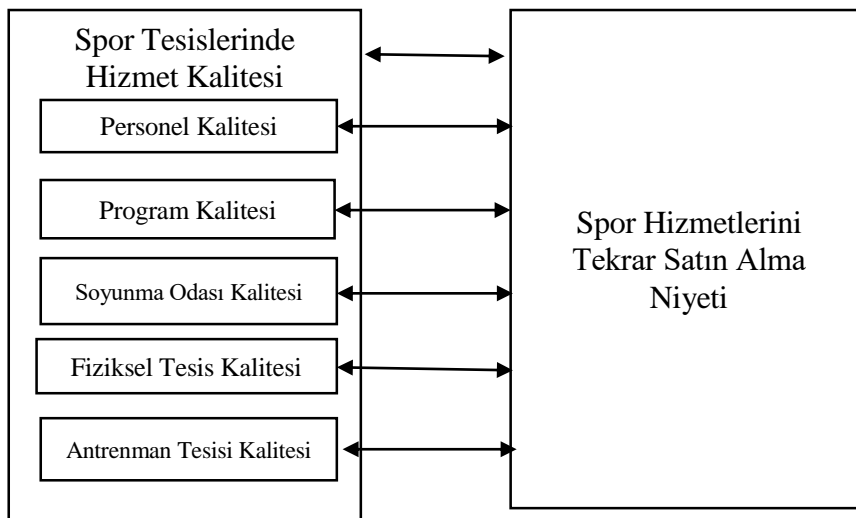 Spor Tesislerinde
Hizmet Kalitesi
Personel Kalitesi
Program Kalitesi
Soyunma Odası Kalitesi
Fiziksel Tesis Kalitesi
Antrenman Tesisi Kalitesi
Spor Hizmetlerini
Tekrar Satın Alma
Niyeti